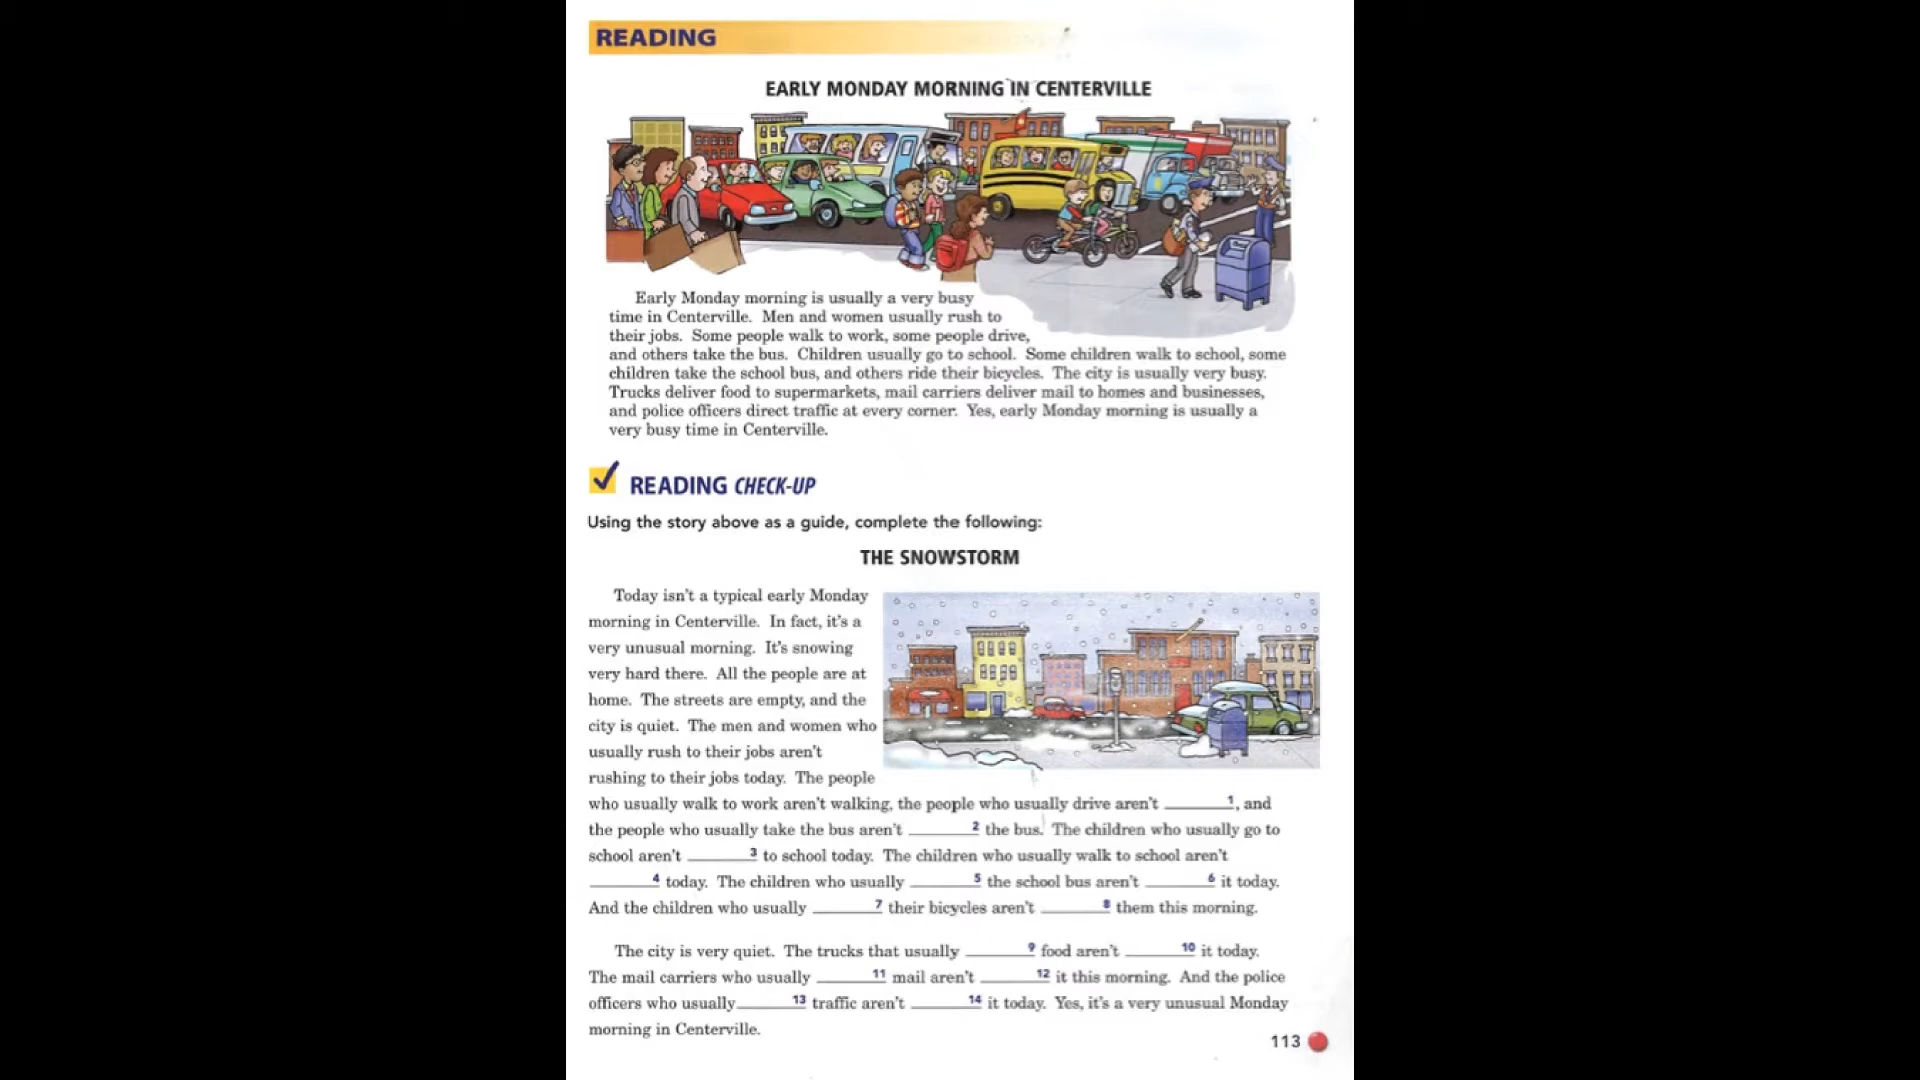 READING
EARLY MONDAY MORNING IN CENTERVILLE
Early Monday morning is usually a very busy
time in Centerville. Men and women usually rush to
their jobs. Some people walk to work, some people drive,
and others take the bus. Children usually go to school. Some children walk to school, some
children take the school bus, and others ride their bicycles. The city is usually very busy.
Trucks deliver food to supermarkets, mail carriers deliver mail to homes and businesses,
and police officers direct traffic at every corner. Yes, early Monday morning is usually a
very busy time in Centerville.
READING CHECK-UP
Using the story above as a guide, complete the following:
THE SNOWSTORM
Today isn't a typical early Monday
morning in Centerville. In fact, it's a
very unusual morning. It's snowing
very hard there. All the people are at
home. The streets are empty, and the
city is quiet. The men and women who
usually rush to their jobs aren't
rushing to their jobs today. The people
who usually walk to work aren't walking, the people who usually drive aren't ________1, and
the people who usually take the bus aren't ________2 the bus. The children who usually go to
school aren't ________3 to school today. The children who usually walk to school aren't
________4 today. The children who usually ________5 the school bus aren't ________6 it today.
And the children who usually ________7 their bicycles aren't ________8 them this morning.
The city is very quiet. The trucks that usually ________9 food aren't ________10 it today.
The mail carriers who usually ________11 mail aren't ________12 it this morning. And the police
officers who usually ________13 traffic aren't ________14 it today. Yes, it's a very unusual Monday
morning in Centerville.
113